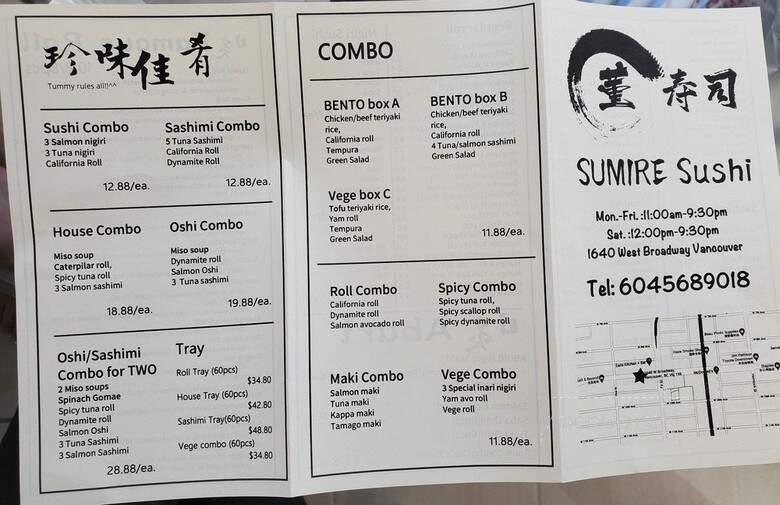 珍味佳肴
Tummy rules all!!^^
Sushi Combo
3 Salmon nigiri
3 Tuna nigiri
California Roll
12.88/ea.
Sashimi Combo
5 Tuna Sashimi
California Roll
Dynamite Roll
12.88/ea.
House Combo
Miso soup
Caterpilar roll,
Spicy tuna roll
3 Salmon sashimi
18.88/ea.
Oshi Combo
Miso soup
Dynamite roll
Salmon Oshi
3 Tuna sashimi
19.88/ea.
Oshi/Sashimi
Combo for TWO
2 Miso soups
Spinach Gomae
Spicy tuna roll
Dynamite roll
Salmon Oshi
3 Tuna Sashimi
3 Salmon Sashimi
28.88/ea.
Tray
Roll Tray (60pcs)
$34.80
House Tray (60pcs)
$42.80
Sashimi Tray(60pcs)
$48.80
Vege combo (60pcs)
$34.80
COMBO
BENTO box A
Chicken/beef teriyaki
rice,
California roll
Tempura
Green Salad
BENTO box B
Chicken/beef teriyaki
rice,
California roll
4 Tuna/salmon sashimi
Green Salad
Vege box C
Tofu teriyaki rice,
Yam roll
Tempura
Green Salad
11.88/ea.
Roll Combo
California roll
Dynamite roll
Salmon avocado roll
Spicy Combo
Spicy tuna roll,
Spicy scallop roll
Spicy dynamite roll
Maki Combo
Salmon maki
Tuna maki
Kappa maki
Tamago maki
Vege Combo
3 Special inari nigiri
Yam avo roll
Vege roll
11.88/ea.
董寿司
SUMIRE Sushi
Mon.-Fri. :11:00am-9:30pm
Sat. :12:00pm-9:30pm
1640 West Broadway Vancouver
Tel: 6045689018